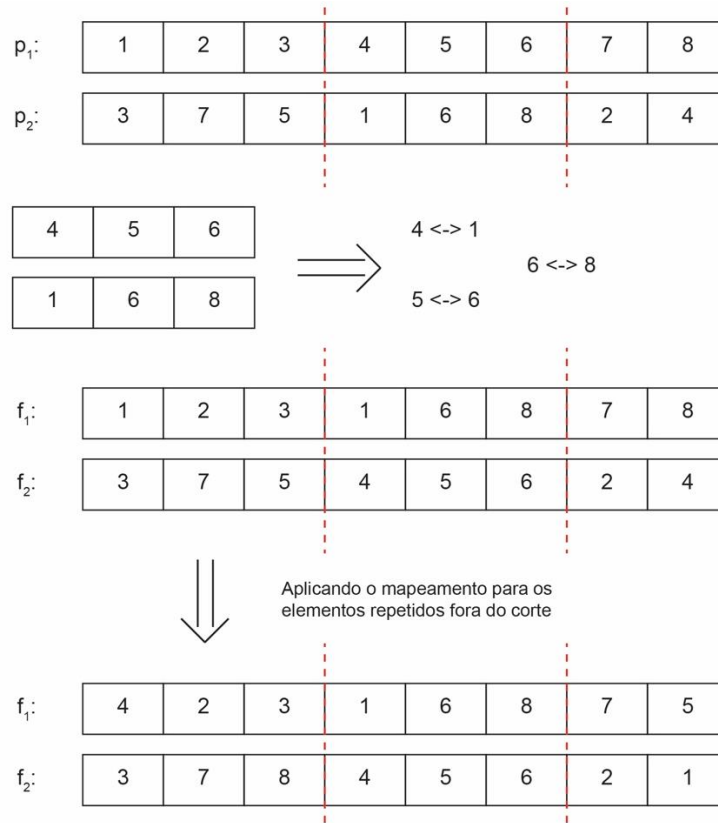 p₁: 1 2 3 4 5 6 7 8
p₂: 3 7 5 1 6 8 2 4
4 5 6
1 6 8
4 <-> 1
6 <-> 8
5 <-> 6
f₁: 1 2 3 1 6 8 7 8
f₂: 3 7 5 4 5 6 2 4
Aplicando o mapeamento para os
elementos repetidos fora do corte
f₁: 4 2 3 1 6 8 7 5
f₂: 3 7 8 4 5 6 2 1